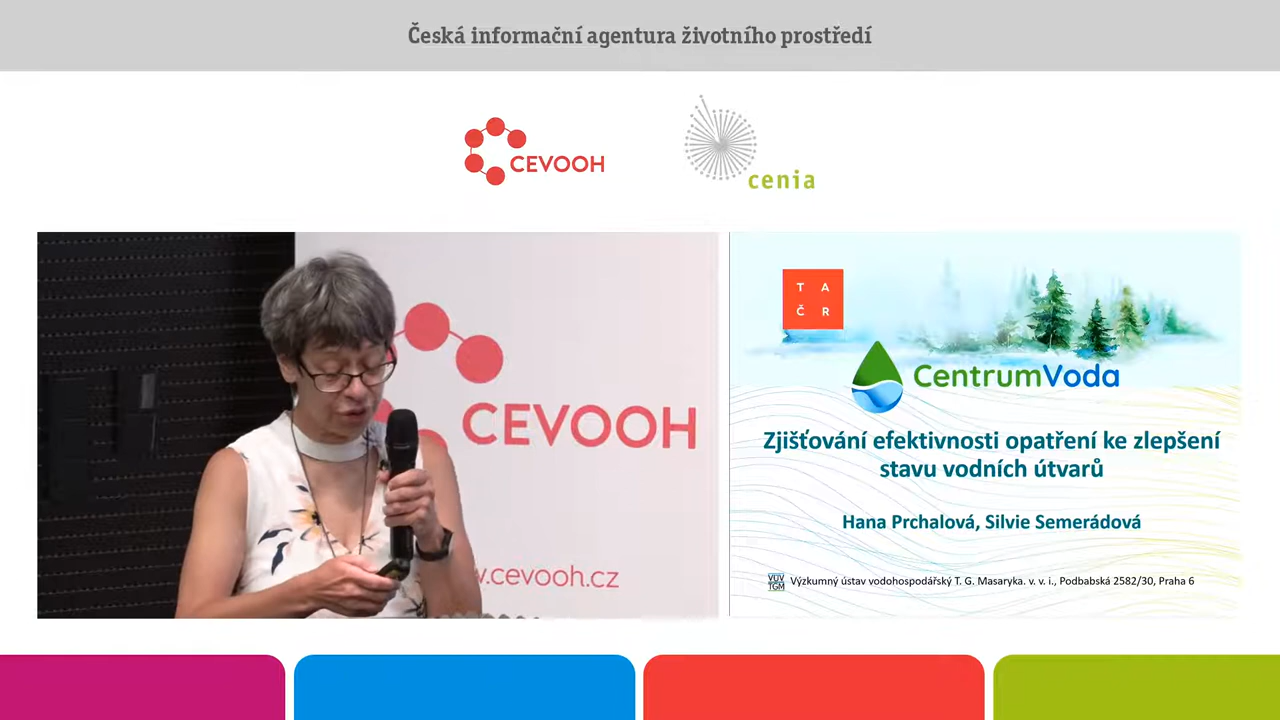 Česká informační agentura životního prostředí
CEVOOH
cenia
CEVOOH
w.cevooh.cz
T A
Č R
CentrumVoda
Zjišťování efektivnosti opatření ke zlepšení
stavu vodních útvarů
Hana Prchalová, Silvie Semerádová
VUV
TGM
Výzkumný ústav vodohospodářský T. G. Masaryka. v. v. i., Podbabská 2582/30, Praha 6